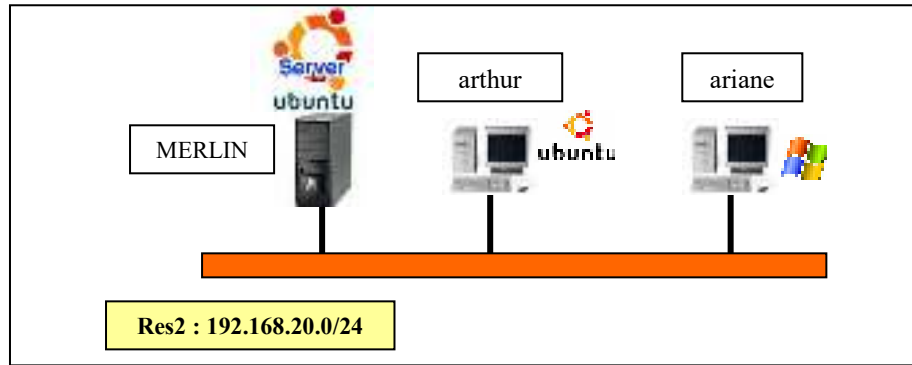 Server
ubuntu
arthur
ariane
MERLIN
ubuntu
Res2 : 192.168.20.0/24